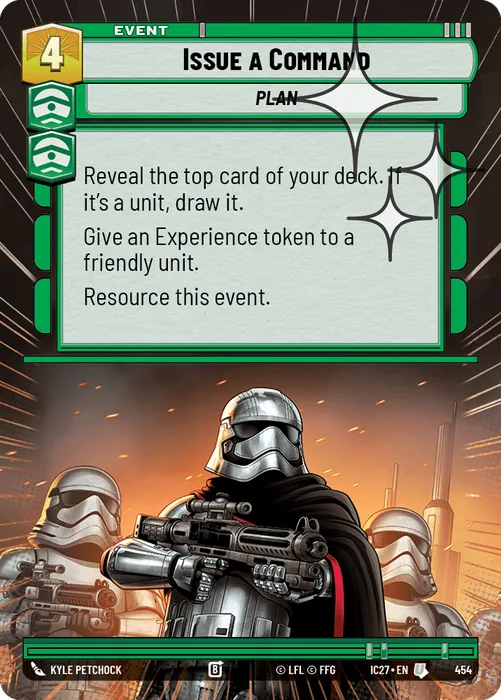 EVENT
4
ISSUE A COMMAND
PLAN
Reveal the top card of your deck. If
it's a unit, draw it.
Give an Experience token to a
friendly unit.
Resource this event.
KYLE PETCHOCK
B
© LFL © FFG
IC27 • EN
454